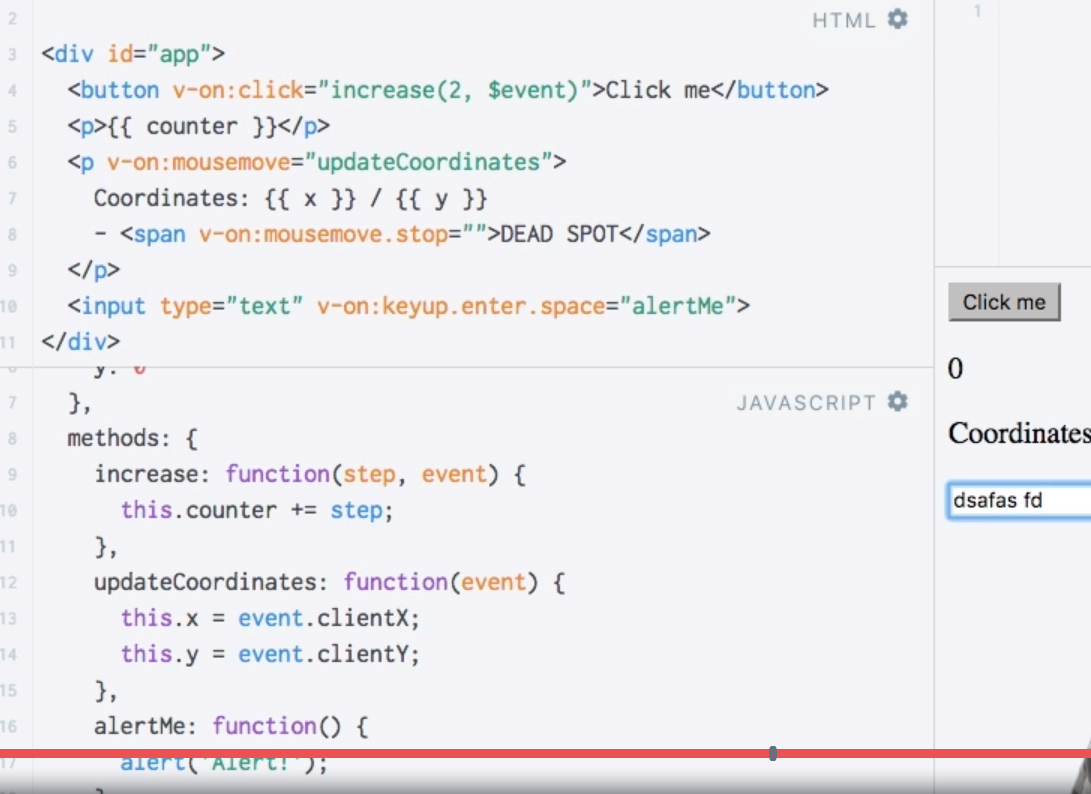 HTML
2
3 <div id="app">
4 <button v-on:click="increase(2, $event)">Click me</button>
5 <p>{{ counter }}</p>
6 <p v-on:mousemove="updateCoordinates">
7 Coordinates: {{ x }} / {{ y }}
8 - <span v-on:mousemove.stop="">DEAD SPOT</span>
9 </p>
10 <input type="text" v-on:keyup.enter.space="alertMe">
11 </div>
y: 0
JAVASCRIPT
7 },
8 methods: {
9 increase: function(step, event) {
10 this.counter += step;
11 },
12 updateCoordinates: function(event) {
13 this.x = event.clientX;
14 this.y = event.clientY;
15 },
16 alertMe: function() {
17 alert('Alert!');
1
Click me
0
Coordinates
dsafas fd